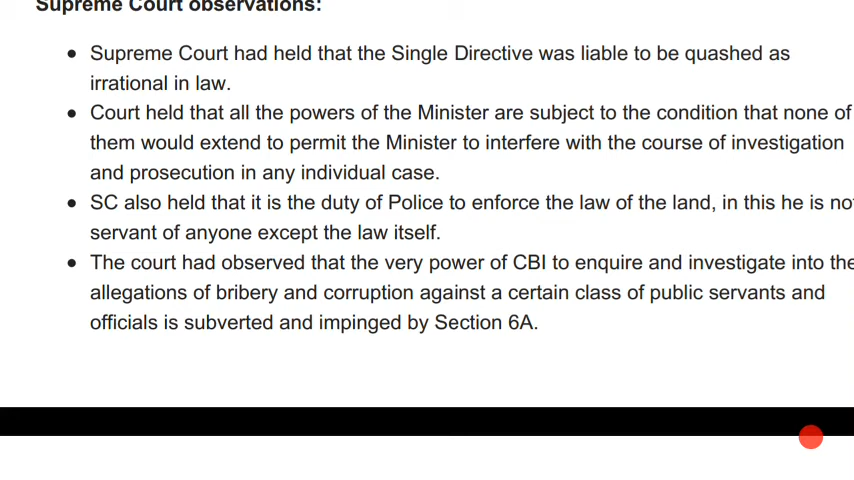 Supreme Court observations:
● Supreme Court had held that the Single Directive was liable to be quashed as
irrational in law.
● Court held that all the powers of the Minister are subject to the condition that none of
them would extend to permit the Minister to interfere with the course of investigation
and prosecution in any individual case.
● SC also held that it is the duty of Police to enforce the law of the land, in this he is
servant of anyone except the law itself.
● The court had observed that the very power of CBI to enquire and investigate into the
allegations of bribery and corruption against a certain class of public servants and
officials is subverted and impinged by Section 6A.